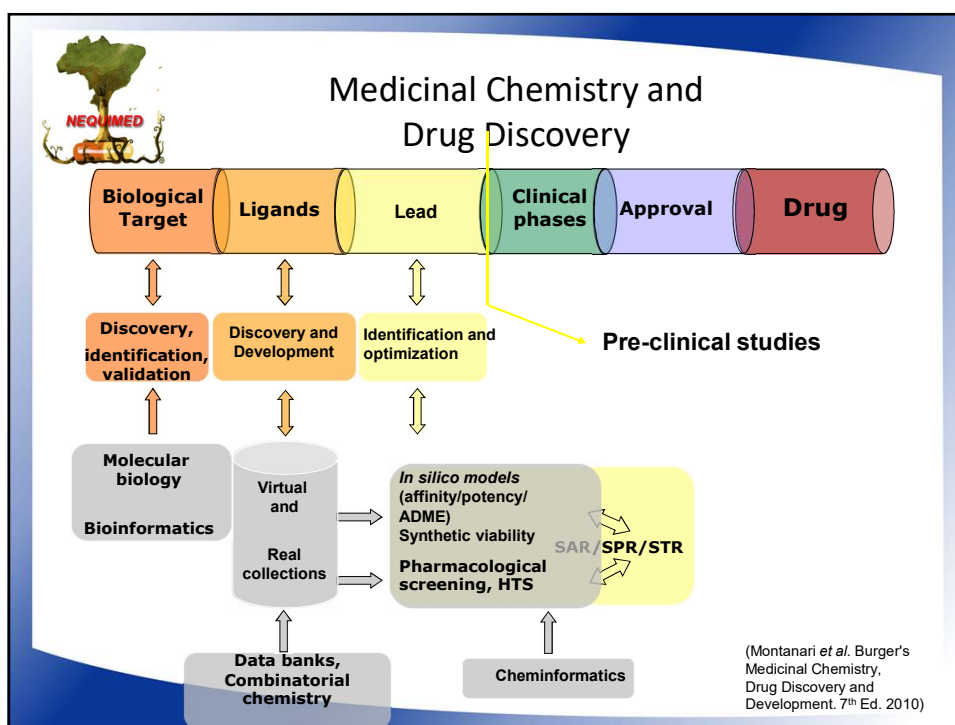 NEQUIMED
Medicinal Chemistry and
Drug Discovery
Biological
Target
Ligands
Lead
Clinical
phases
Approval
Drug
Discovery,
identification,
validation
Discovery and
Development
Identification and
optimization
Pre-clinical studies
Molecular
biology
Bioinformatics
Virtual
and
Real
collections
In silico models
(affinity/potency/
ADME)
Synthetic viability
Pharmacological
screening, HTS
SAR/SPR/STR
Data banks,
Combinatorial
chemistry
Cheminformatics
(Montanari et al. Burger's
Medicinal Chemistry,
Drug Discovery and
Development. 7th Ed. 2010)